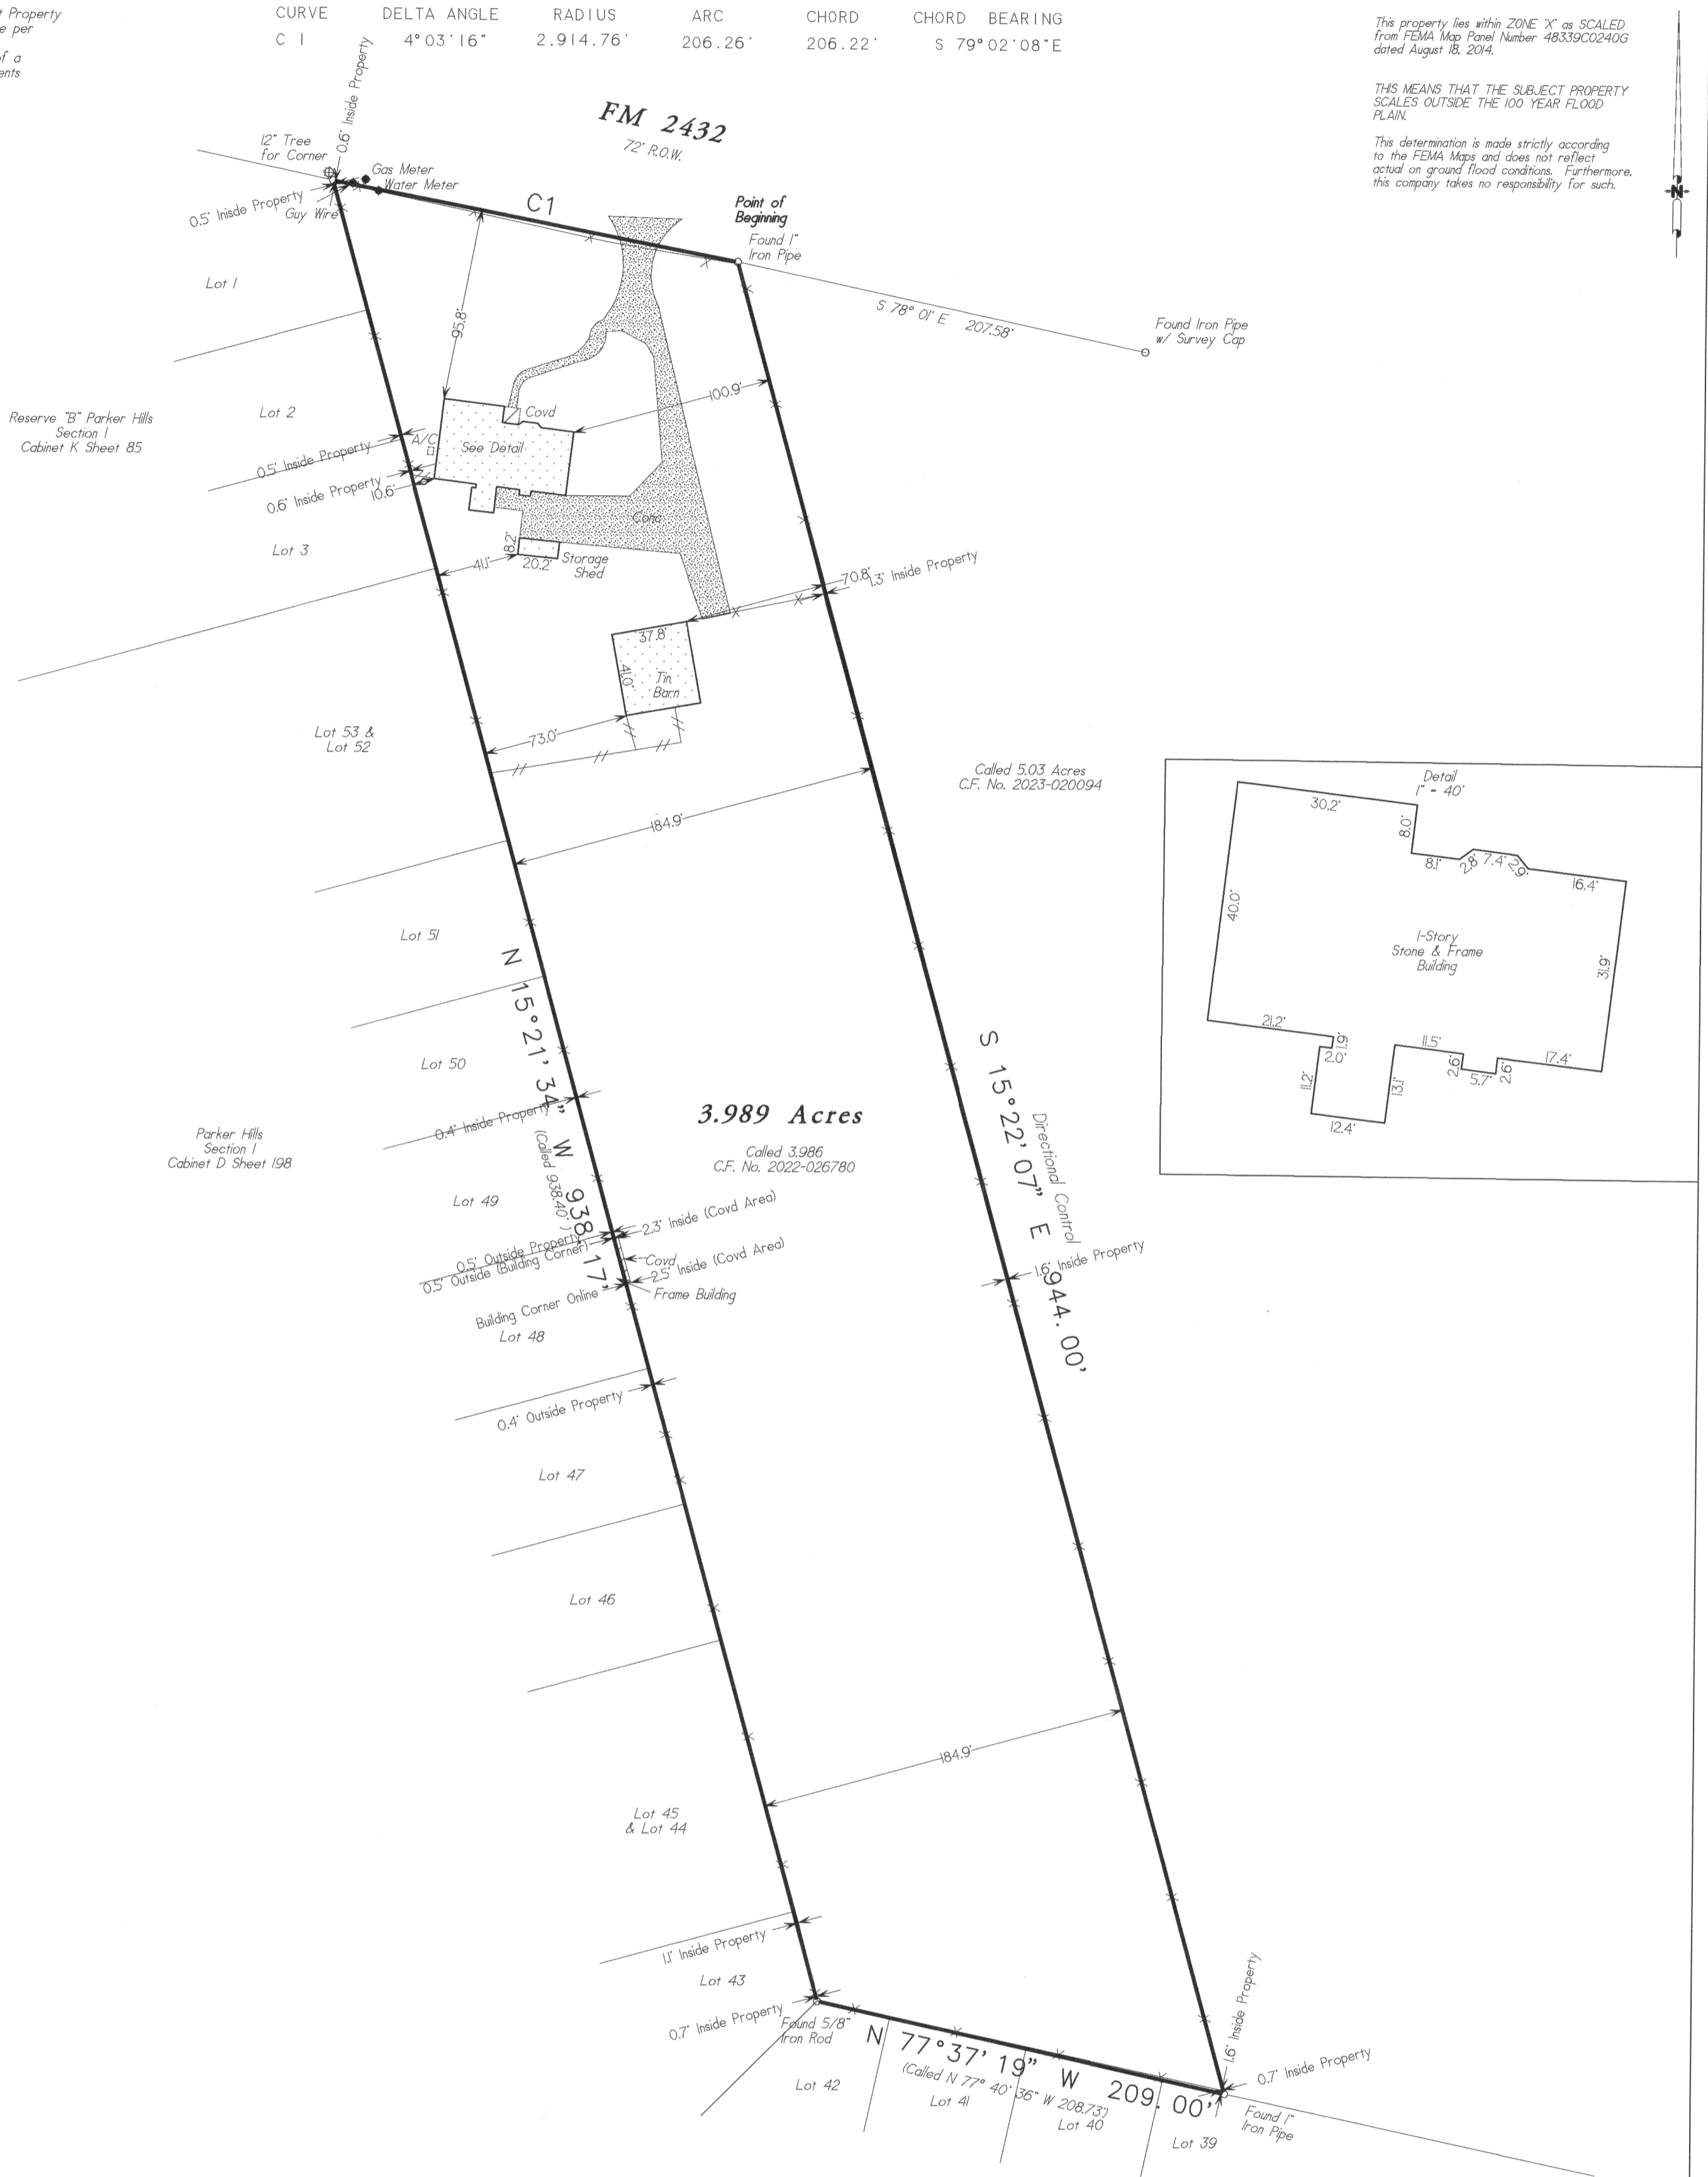 t Property
e per
f a
ents
CURVE DELTA ANGLE RADIUS ARC CHORD CHORD BEARING
C 1 4°03'16" 2,914.76' 206.26' 206.22' S 79°02'08"E
This property lies within ZONE 'X' as SCALED
from FEMA Map Panel Number 48339C0240G
dated August 18, 2014.
THIS MEANS THAT THE SUBJECT PROPERTY
SCALES OUTSIDE THE 100 YEAR FLOOD
PLAIN.
This determination is made strictly according
to the FEMA Maps and does not reflect
actual on ground flood conditions. Furthermore,
this company takes no responsibility for such.
N
FM 2432
72' R.O.W.
0.6' Inside Property
12" Tree
for Corner
Gas Meter
Water Meter
0.5' Inisde Property
Guy Wire
C1
Point of
Beginning
Found 1"
Iron Pipe
S 78° 01' E 207.58'
Found Iron Pipe
w/ Survey Cap
Lot 1
95.8'
100.9'
Lot 2
Reserve "B" Parker Hills
Section 1
Cabinet K Sheet 85
Covd
A/C
See Detail
0.5' Inside Property
0.6' Inside Property
10.6'
Conc
Lot 3
8.2'
41.1'
20.2'
Storage
Shed
70.8'
1.3' Inside Property
37.8'
41.0'
Tin
Barn
Lot 53 &
Lot 52
73.0'
184.9'
Called 5.03 Acres
C.F. No. 2023-020094
Detail
1" = 40'
30.2'
8.0'
8.1'
2.8'
7.4'
2.9'
16.4'
40.0'
1-Story
Stone & Frame
Building
31.9'
21.2'
1.9'
2.0'
11.2'
12.4'
13.1'
11.5'
2.6'
5.7'
2.6'
17.4'
Lot 51
N 15°21'34" W 938.17'
(Called 938.40')
Lot 50
S 15°22'07" E 944.00'
Directional Control
0.4' Inside Property
3.989 Acres
Called 3.986
C.F. No. 2022-026780
Parker Hills
Section 1
Cabinet D Sheet 198
Lot 49
2.3' Inside (Covd Area)
0.5' Outside Property
0.5' Outside (Building Corner)
Covd
2.5' Inside (Covd Area)
1.6' Inside Property
Building Corner Online
Frame Building
Lot 48
0.4' Outside Property
Lot 47
Lot 46
184.9'
Lot 45
& Lot 44
1.1' Inside Property
Lot 43
0.7' Inside Property
Found 5/8"
Iron Rod
N 77°37'19" W 209.00'
(Called N 77° 40' 36" W 208.73')
1.6' Inside Property
0.7' Inside Property
Lot 42
Lot 41
Lot 40
Lot 39
Found 1"
Iron Pipe